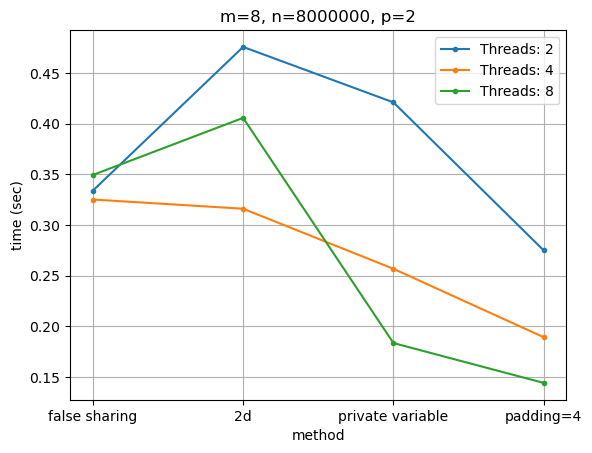 m=8, n=8000000, p=2
Threads: 2
Threads: 4
Threads: 8
time (sec)
0.45
0.40
0.35
0.30
0.25
0.20
0.15
false sharing 2d private variable padding=4
method